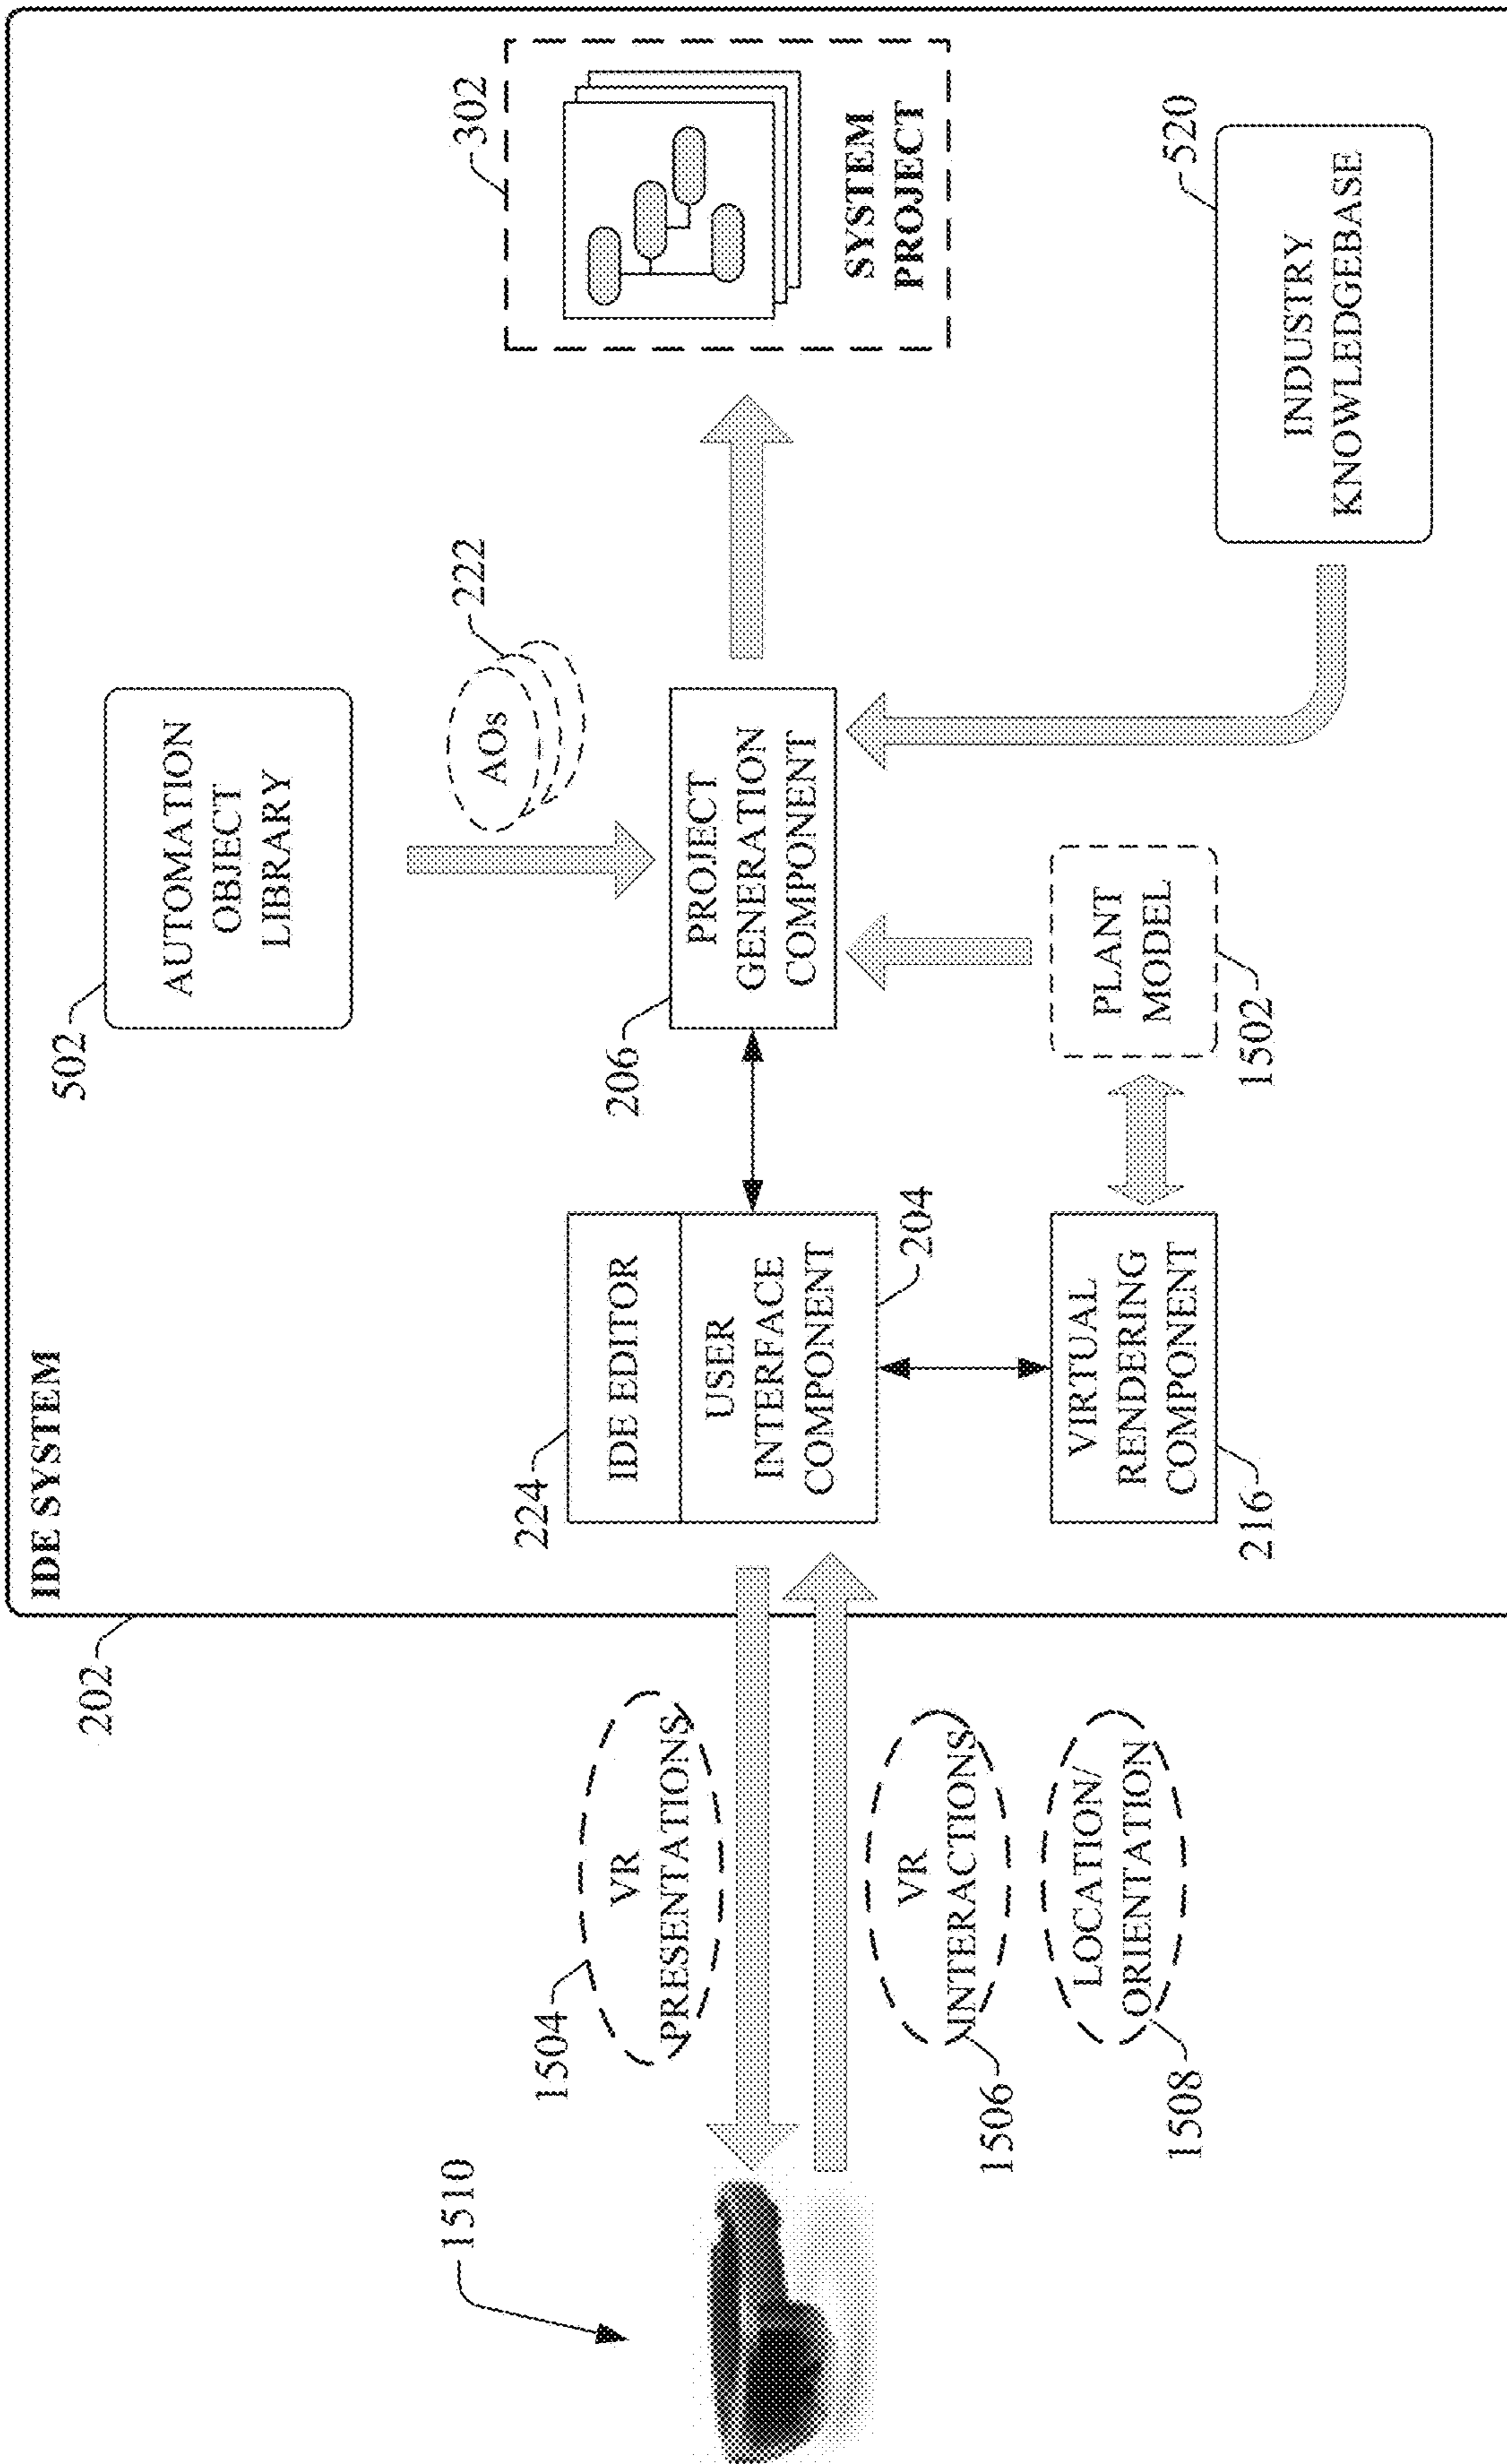 IDE SYSTEM
202
502
AUTOMATION
OBJECT
LIBRARY
AOs
222
302
SYSTEM
PROJECT
224
IDE EDITOR
USER
INTERFACE
COMPONENT
204
206
PROJECT
GENERATION
COMPONENT
520
INDUSTRY
KNOWLEDGEBASE
VIRTUAL
RENDERING
COMPONENT
216
PLANT
MODEL
1502
1510
1504
VR
PRESENTATIONS
VR
INTERACTIONS
1506
LOCATION/
ORIENTATION
1508